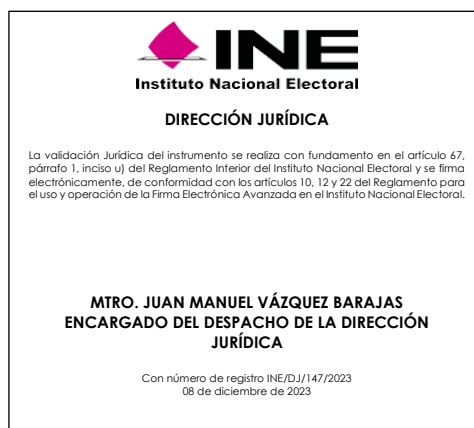 INE
Instituto Nacional Electoral
DIRECCIÓN JURÍDICA
La validación Jurídica del instrumento se realiza con fundamento en el artículo 67,
párrafo 1, inciso u) del Reglamento Interior del Instituto Nacional Electoral y se firma
electrónicamente, de conformidad con los artículos 10, 12 y 22 del Reglamento para
el uso y operación de la Firma Electrónica Avanzada en el Instituto Nacional Electoral.
MTRO. JUAN MANUEL VÁZQUEZ BARAJAS
ENCARGADO DEL DESPACHO DE LA DIRECCIÓN
JURÍDICA
Con número de registro INE/DJ/147/2023
08 de diciembre de 2023